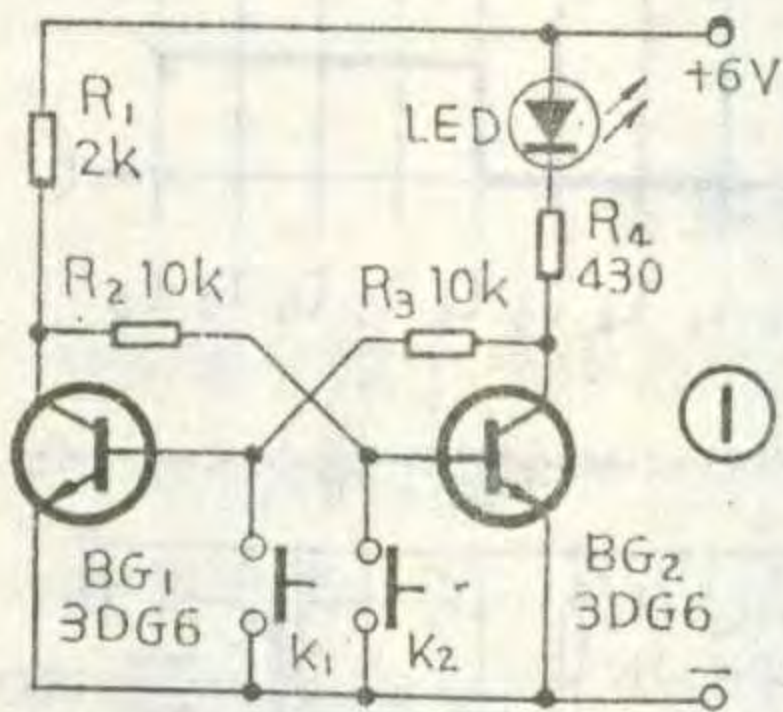 +6V
R1
2k
LED
R4
430
R2 10k
R3 10k
1
BG1
3DG6
K1
K2
BG2
3DG6
−